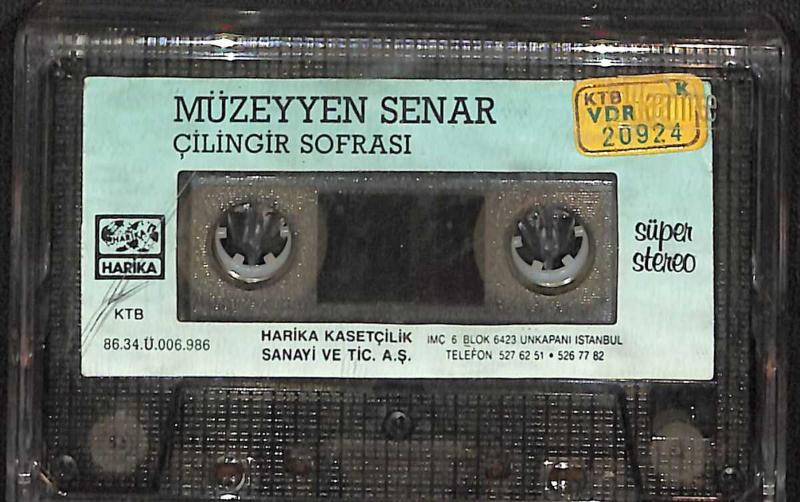 MÜZEYYEN SENAR
ÇİLİNGİR SOFRASI
KTB K
VDR
20924
HARİKA
HARİKA
süper
stereo
KTB
86.34.Ü.006.986
HARİKA KASETÇİLİK
SANAYİ VE TİC. A.Ş.
İMÇ 6 BLOK 6423 UNKAPANI ISTANBUL
TELEFON 527 62 51 • 526 77 82